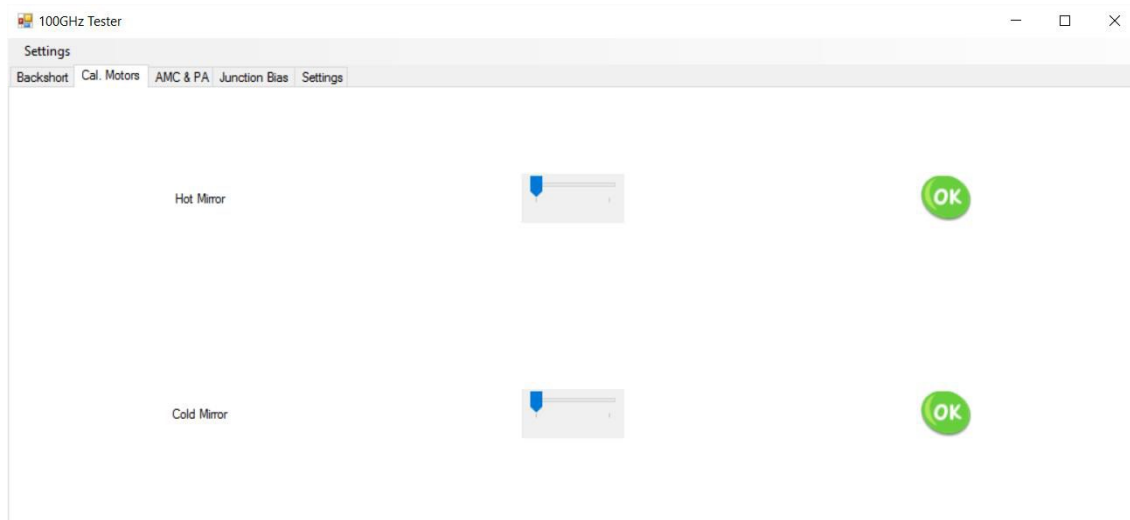 100GHz Tester
Settings
Backshort Cal. Motors AMC & PA Junction Bias Settings
Hot Mirror OK
Cold Mirror OK